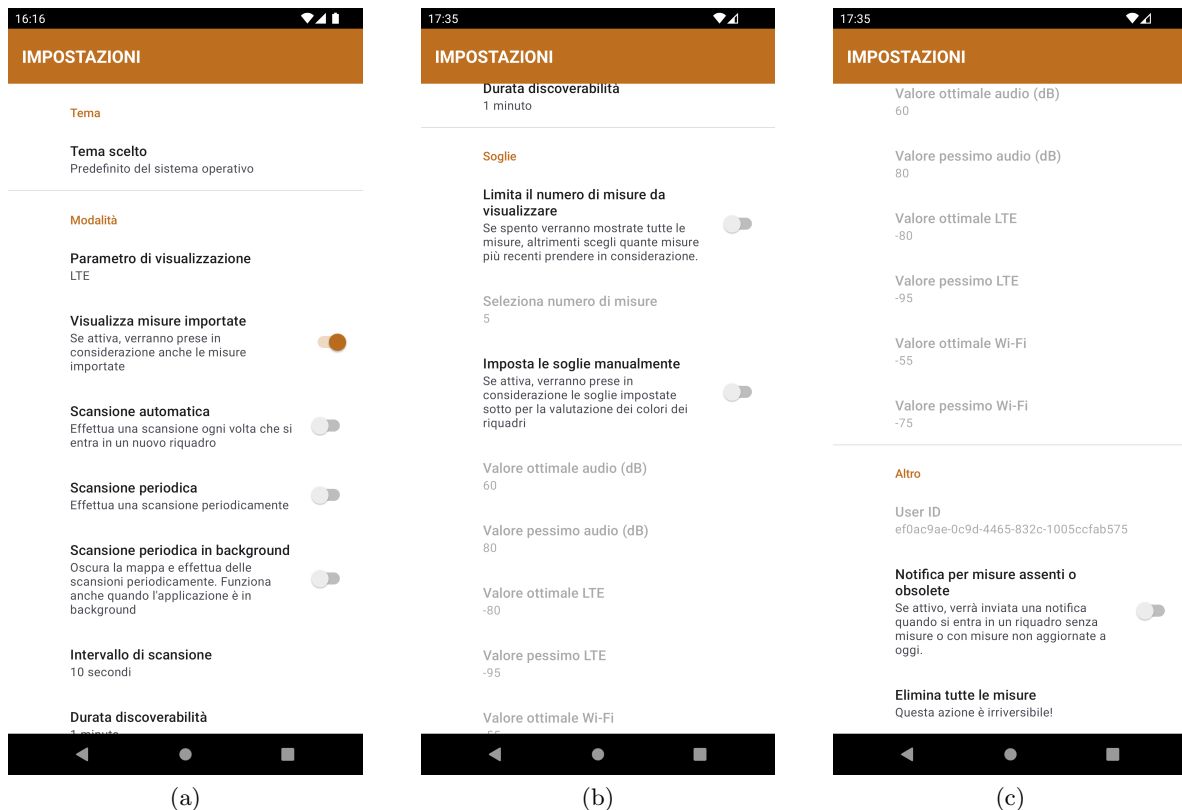 16:16
IMPOSTAZIONI
Tema
Tema scelto
Predefinito del sistema operativo
Modalità
Parametro di visualizzazione
LTE
Visualizza misure importate
Se attiva, verranno prese in
considerazione anche le misure
importate
Scansione automatica
Effettua una scansione ogni volta che si
entra in un nuovo riquadro
Scansione periodica
Effettua una scansione periodicamente
Scansione periodica in background
Oscura la mappa e effettua delle
scansioni periodicamente. Funziona
anche quando l'applicazione è in
background
Intervallo di scansione
10 secondi
Durata discoverabilità
1 minuto
(a)
17:35
IMPOSTAZIONI
Durata discoverabilità
1 minuto
Soglie
Limita il numero di misure da
visualizzare
Se spento verranno mostrate tutte le
misure, altrimenti scegli quante misure
più recenti prendere in considerazione.
Seleziona numero di misure
5
Imposta le soglie manualmente
Se attiva, verranno prese in
considerazione le soglie impostate
sotto per la valutazione dei colori dei
riquadri
Valore ottimale audio (dB)
60
Valore pessimo audio (dB)
80
Valore ottimale LTE
-80
Valore pessimo LTE
-95
Valore ottimale Wi-Fi
-55
(b)
17:35
IMPOSTAZIONI
Valore ottimale audio (dB)
60
Valore pessimo audio (dB)
80
Valore ottimale LTE
-80
Valore pessimo LTE
-95
Valore ottimale Wi-Fi
-55
Valore pessimo Wi-Fi
-75
Altro
User ID
ef0ac9ae-0c9d-4465-832c-1005ccfab575
Notifica per misure assenti o
obsolete
Se attivo, verrà inviata una notifica
quando si entra in un riquadro senza
misure o con misure non aggiornate a
oggi.
Elimina tutte le misure
Questa azione è irriversibile!
(c)